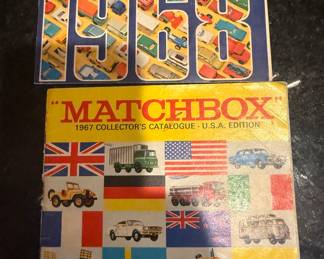 1968
"MATCHBOX"
1967 COLLECTOR'S CATALOGUE - U.S.A. EDITION